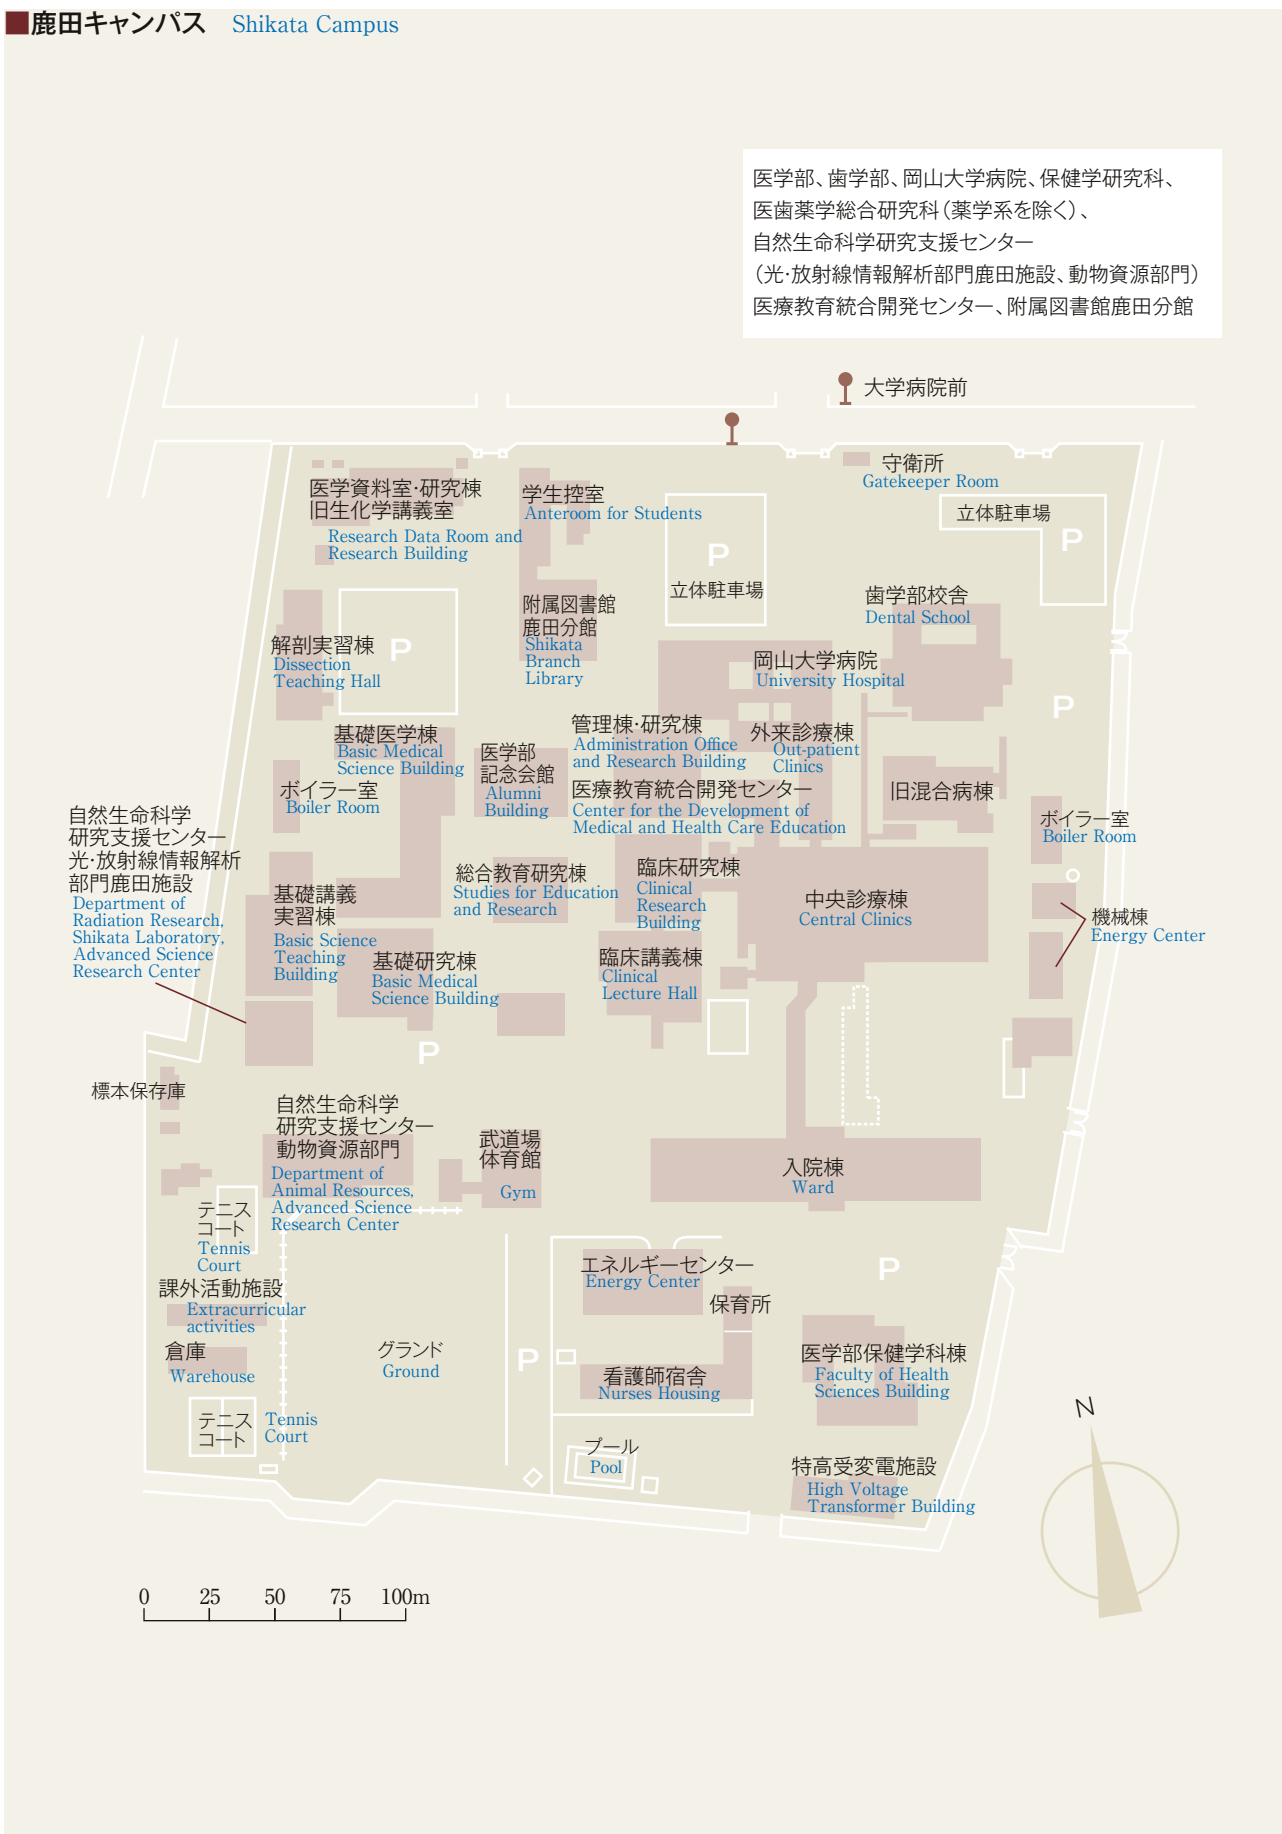 鹿田キャンパス Shikata Campus
医学部、歯学部、岡山大学病院、保健学研究科、
医歯薬学総合研究科（薬学系を除く）、
自然生命科学研究支援センター
（光・放射線情報解析部門鹿田施設、動物資源部門）
医療教育統合開発センター、附属図書館鹿田分館
大学病院前
守衛所
Gatekeeper Room
医学資料室・研究棟
旧生化学講義室
Research Data Room and
Research Building
学生控室
Anteroom for Students
立体駐車場
P
P
立体駐車場
附属図書館
鹿田分館
Shikata
Branch
Library
歯学部校舎
Dental School
解剖実習棟
Dissection
Teaching Hall
P
岡山大学病院
University Hospital
P
基礎医学棟
Basic Medical
Science Building
医学部
記念会館
Alumni
Building
管理棟・研究棟
Administration Office
and Research Building
外来診療棟
Out-patient
Clinics
ボイラー室
Boiler Room
医療教育統合開発センター
Center for the Development of
Medical and Health Care Education
旧混合病棟
ボイラー室
Boiler Room
自然生命科学
研究支援センター
光・放射線情報解析
部門鹿田施設
Department of
Radiation Research,
Shikata Laboratory,
Advanced Science
Research Center
基礎講義
実習棟
Basic Science
Teaching
Building
総合教育研究棟
Studies for Education
and Research
臨床研究棟
Clinical
Research
Building
中央診療棟
Central Clinics
機械棟
Energy Center
基礎研究棟
Basic Medical
Science Building
臨床講義棟
Clinical
Lecture Hall
P
標本保存庫
自然生命科学
研究支援センター
動物資源部門
Department of
Animal Resources,
Advanced Science
Research Center
武道場
体育館
Gym
入院棟
Ward
テニス
コート
Tennis
Court
課外活動施設
Extracurricular
activities
エネルギーセンター
Energy Center
P
保育所
倉庫
Warehouse
グランド
Ground
P
看護師宿舎
Nurses Housing
医学部保健学科棟
Faculty of Health
Sciences Building
テニス
コート
Tennis
Court
プール
Pool
特高受変電施設
High Voltage
Transformer Building
N
0 25 50 75 100m